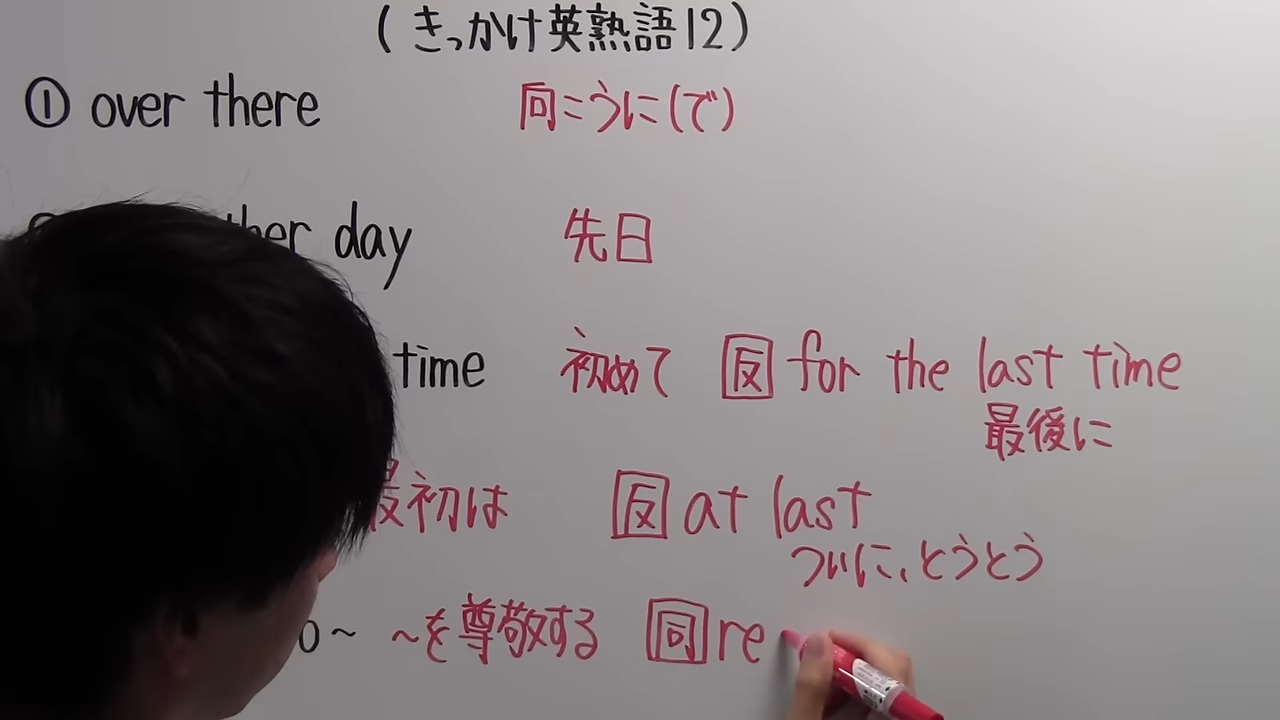 (きっかけ英熟語12)
① over there 向こうに(で)
day 先日
time 初めて 反 for the last time
最後に
最初は 反 at last
ついに、とうとう
~ ~を尊敬する 同 re